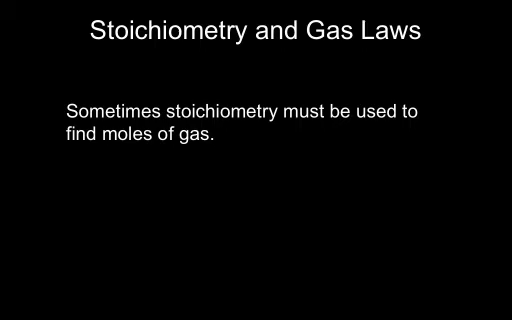 Stoichiometry and Gas Laws
Sometimes stoichiometry must be used to
find moles of gas.